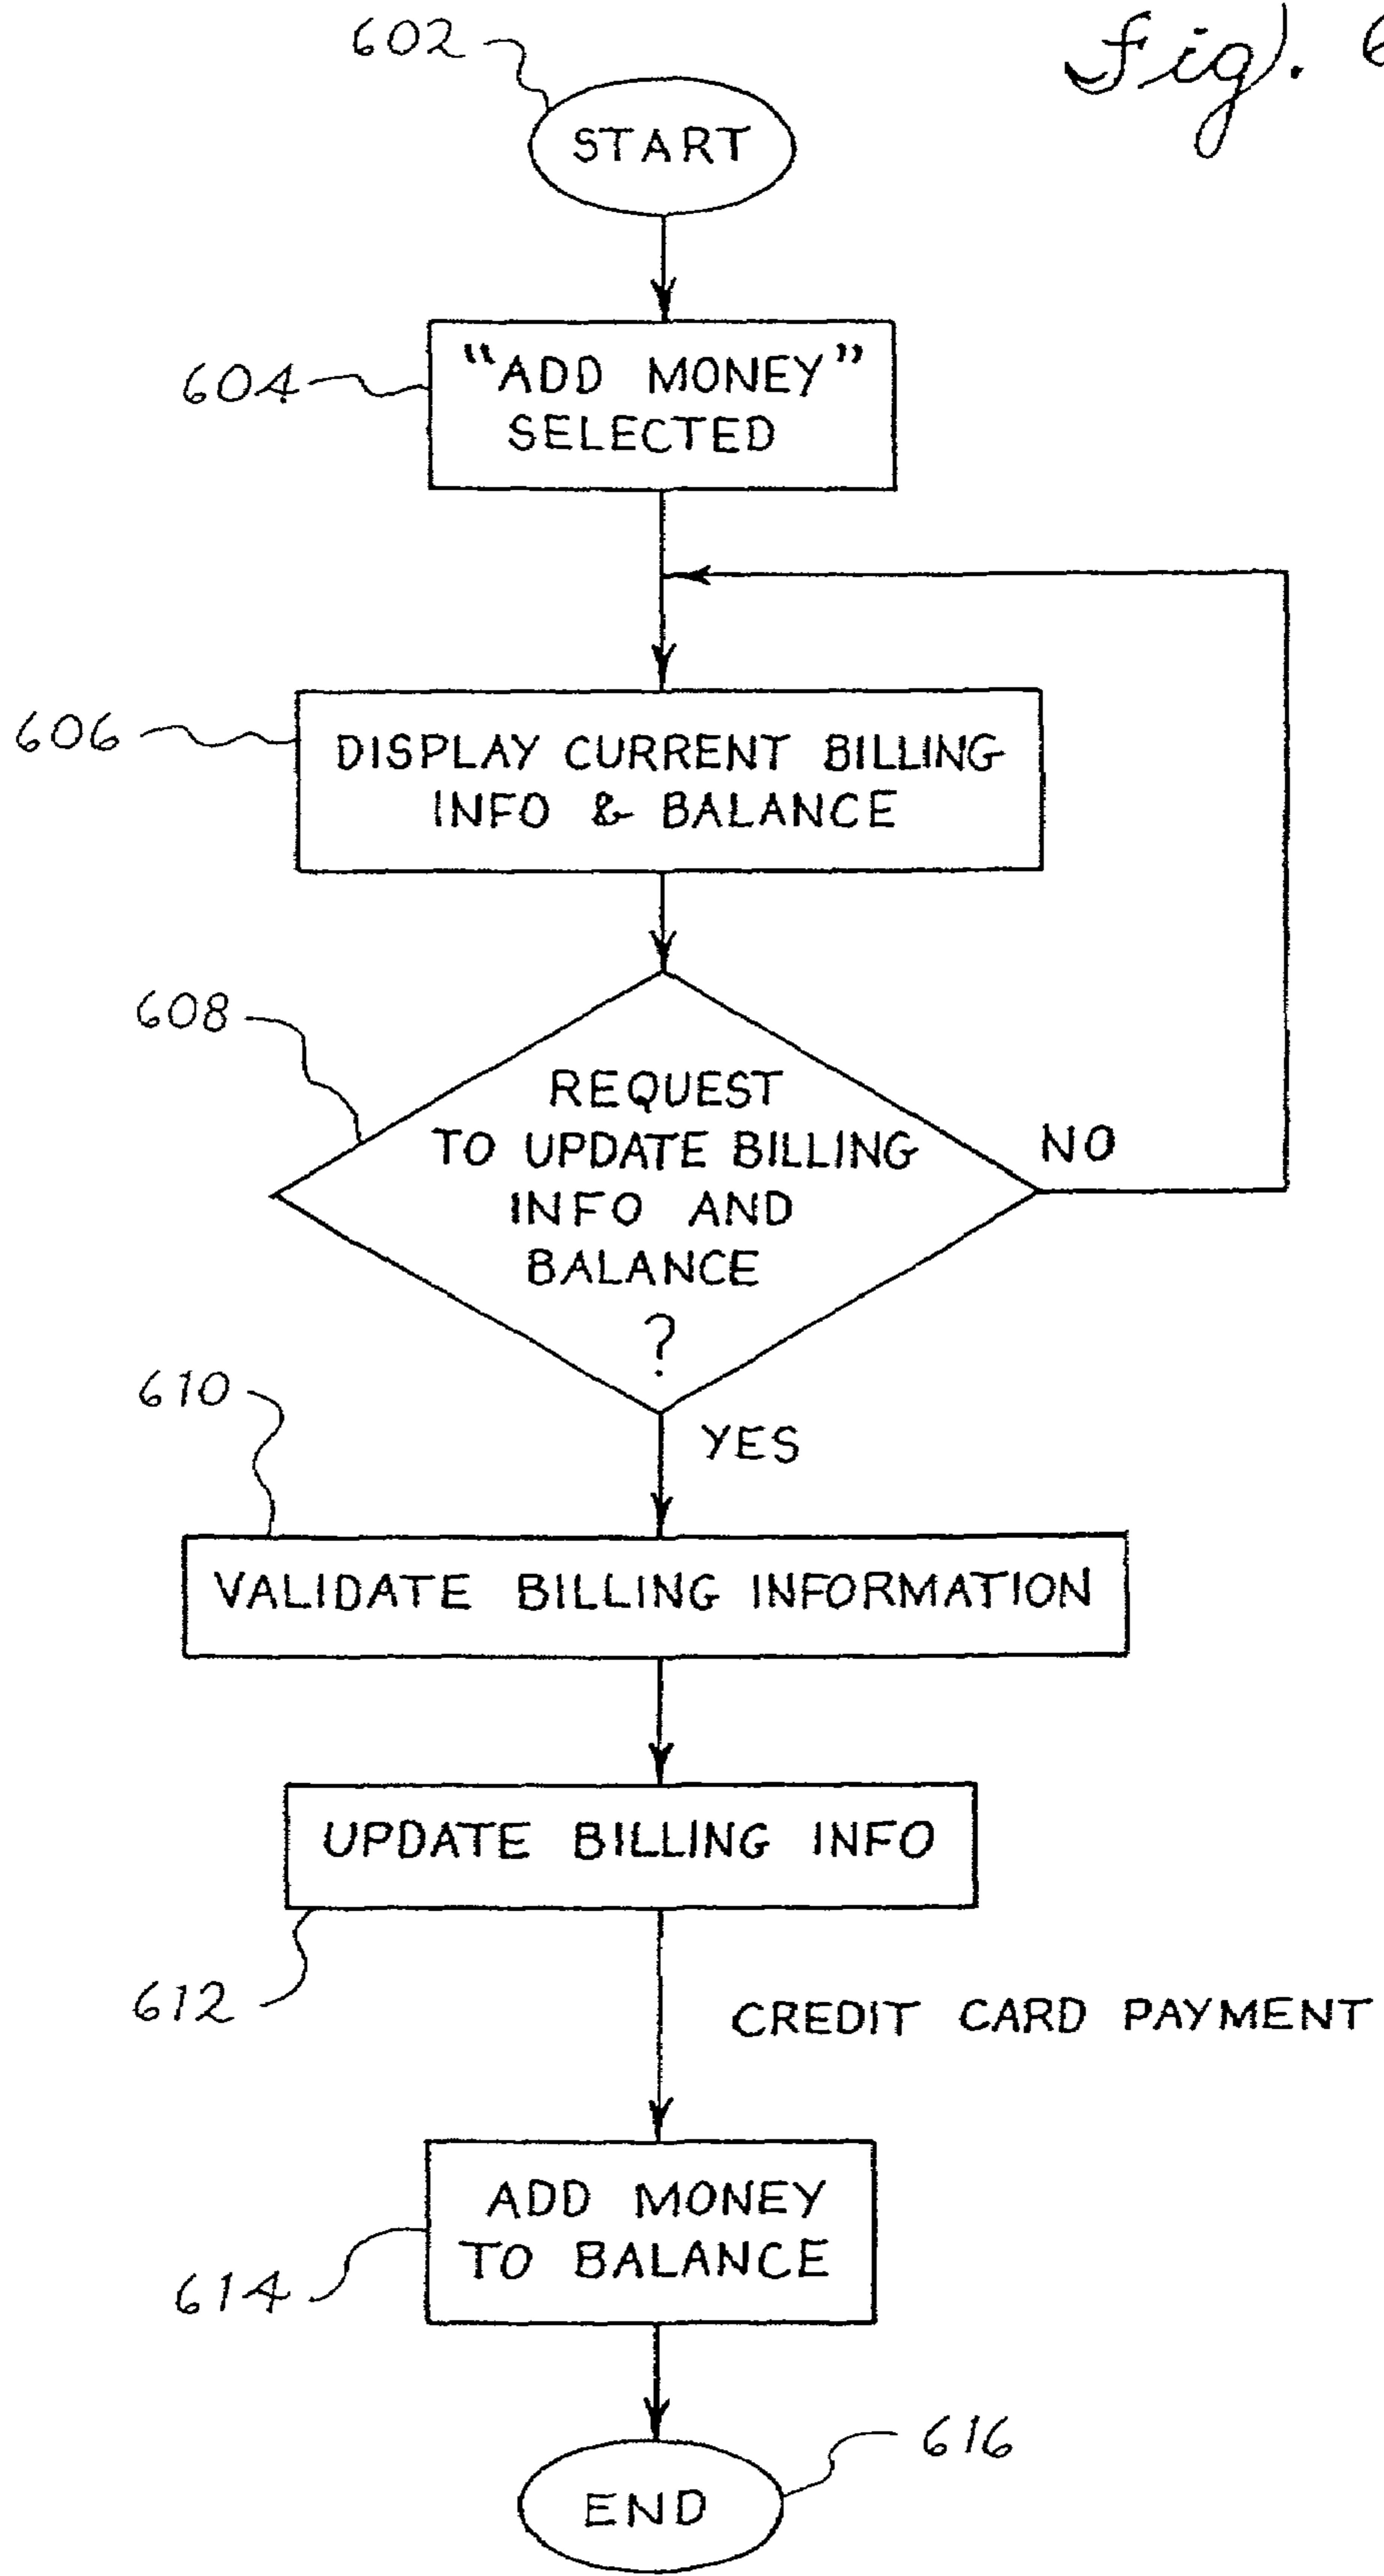 Fig. 6
602
START
604
"ADD MONEY"
SELECTED
606
DISPLAY CURRENT BILLING
INFO & BALANCE
608
REQUEST
TO UPDATE BILLING
INFO AND
BALANCE
?
NO
YES
610
VALIDATE BILLING INFORMATION
UPDATE BILLING INFO
612
CREDIT CARD PAYMENT
ADD MONEY
TO BALANCE
614
616
END